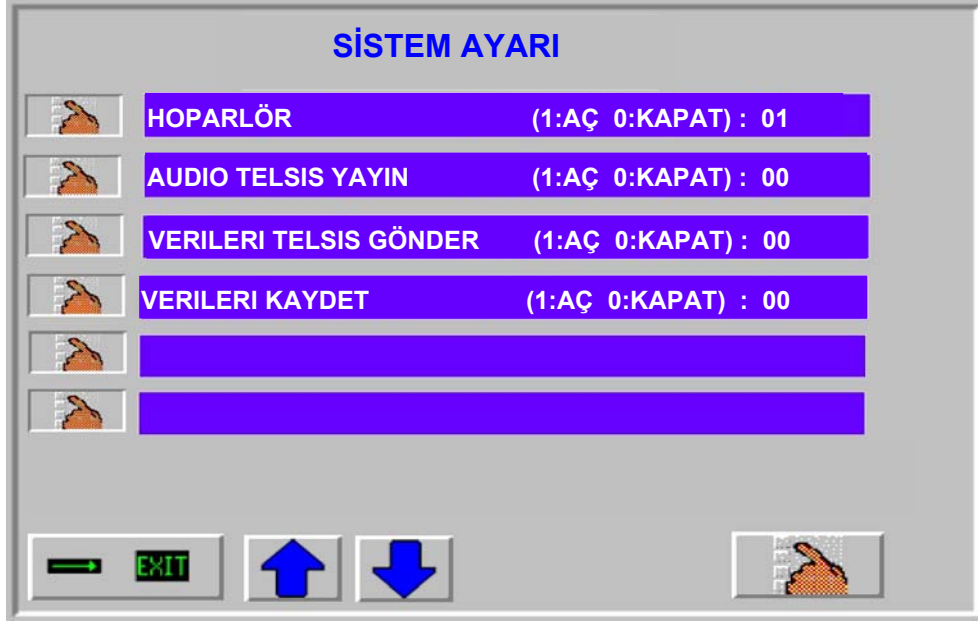 SİSTEM AYARI
HOPARLÖR (1:AÇ 0:KAPAT) : 01
AUDIO TELSIS YAYIN (1:AÇ 0:KAPAT) : 00
VERILERI TELSIS GÖNDER (1:AÇ 0:KAPAT) : 00
VERILERI KAYDET (1:AÇ 0:KAPAT) : 00
EXIT